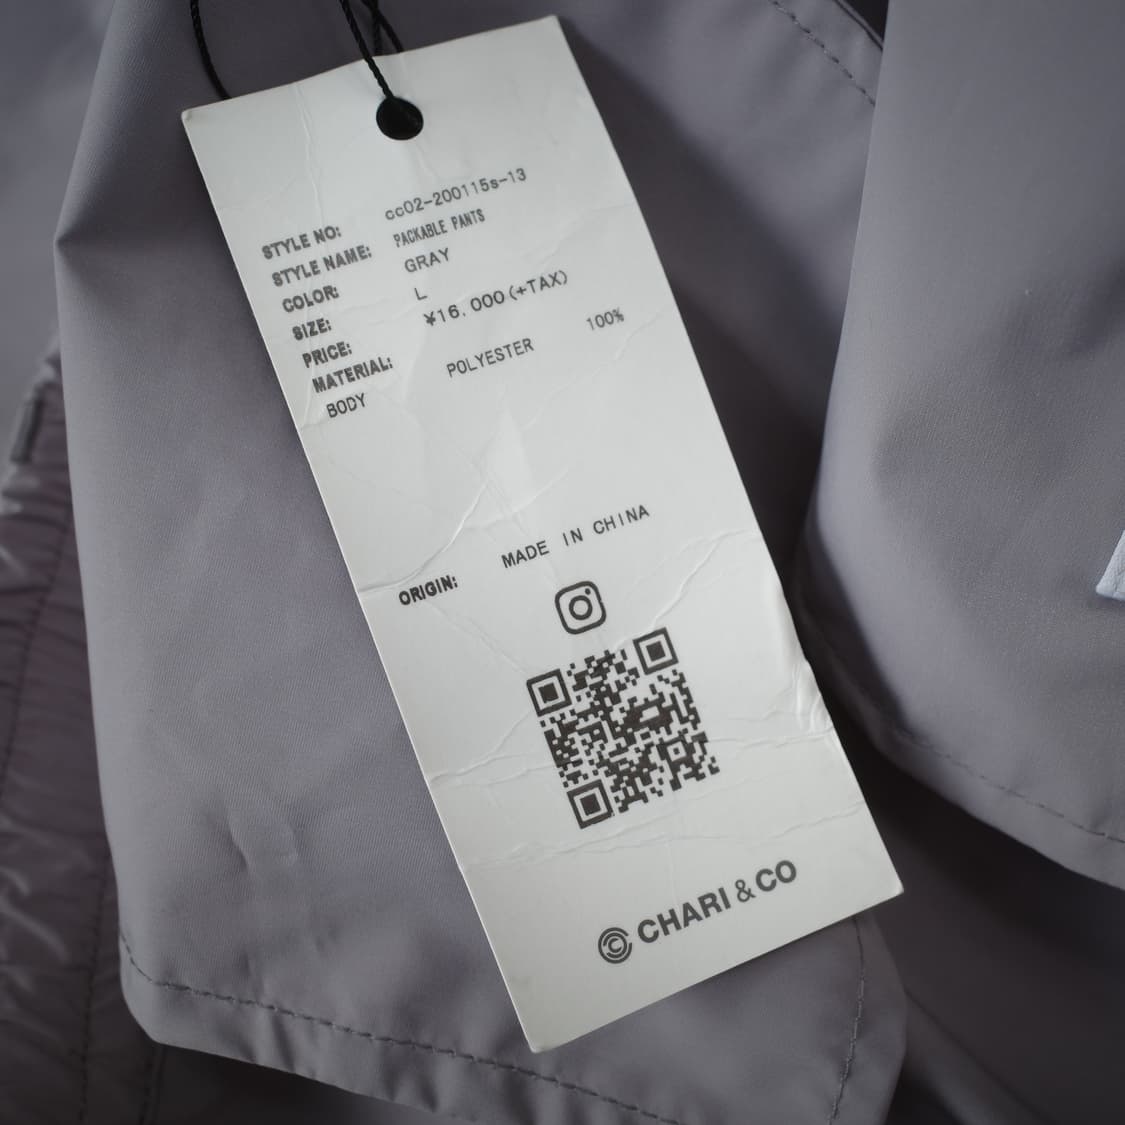 STYLE NO: cc02-200115s-13
STYLE NAME: PACKABLE PANTS
COLOR: GRAY
SIZE: L
PRICE: ¥16,000(+TAX)
MATERIAL:
BODY POLYESTER 100%
ORIGIN: MADE IN CHINA
CHARI & CO